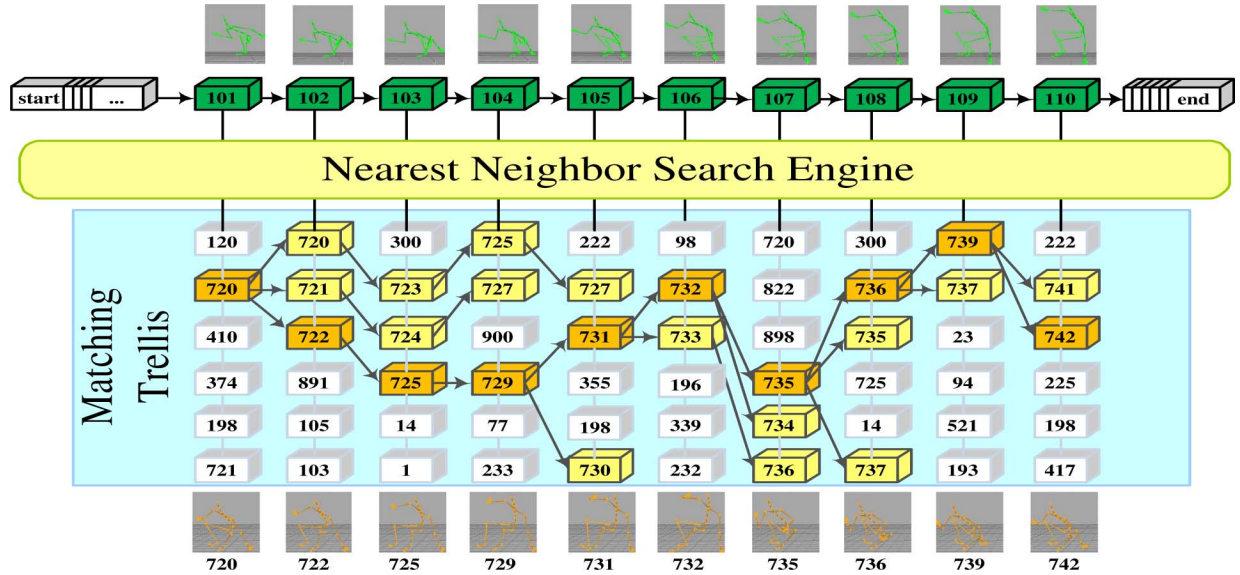 start ... 101 102 103 104 105 106 107 108 109 110 end
Nearest Neighbor Search Engine
Matching
Trellis
120 720 300 725 222 98 720 300 739 222
720 721 723 727 727 732 822 736 737 741
410 722 724 900 731 733 898 735 23 742
374 891 725 729 355 196 735 725 94 225
198 105 14 77 198 339 734 14 521 198
721 103 1 233 730 232 736 737 193 417
720 722 725 729 731 732 735 736 739 742